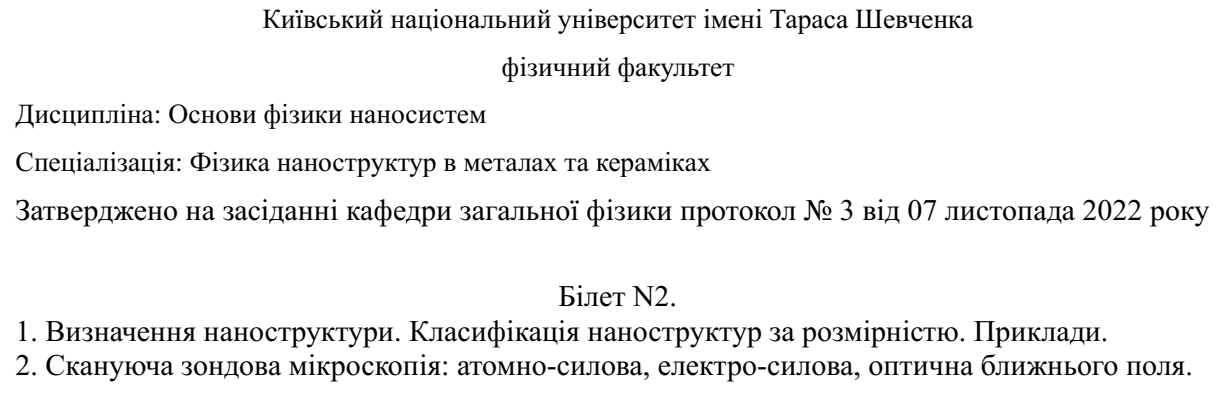 Київський національний університет імені Тараса Шевченка
фізичний факультет
Дисципліна: Основи фізики наносистем
Спеціалізація: Фізика наноструктур в металах та кераміках
Затверджено на засіданні кафедри загальної фізики протокол № 3 від 07 листопада 2022 року
Білет N2.
1. Визначення наноструктури. Класифікація наноструктур за розмірністю. Приклади.
2. Скануюча зондова мікроскопія: атомно-силова, електро-силова, оптична ближнього поля.